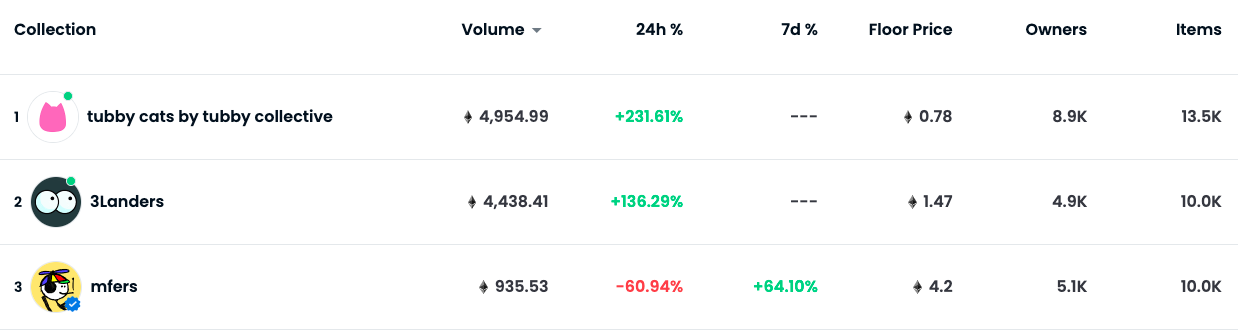 Collection Volume 24h % 7d % Floor Price Owners Items
1 tubby cats by tubby collective 4,954.99 +231.61% --- 0.78 8.9K 13.5K
2 3Landers 4,438.41 +136.29% --- 1.47 4.9K 10.0K
3 mfers 935.53 -60.94% +64.10% 4.2 5.1K 10.0K